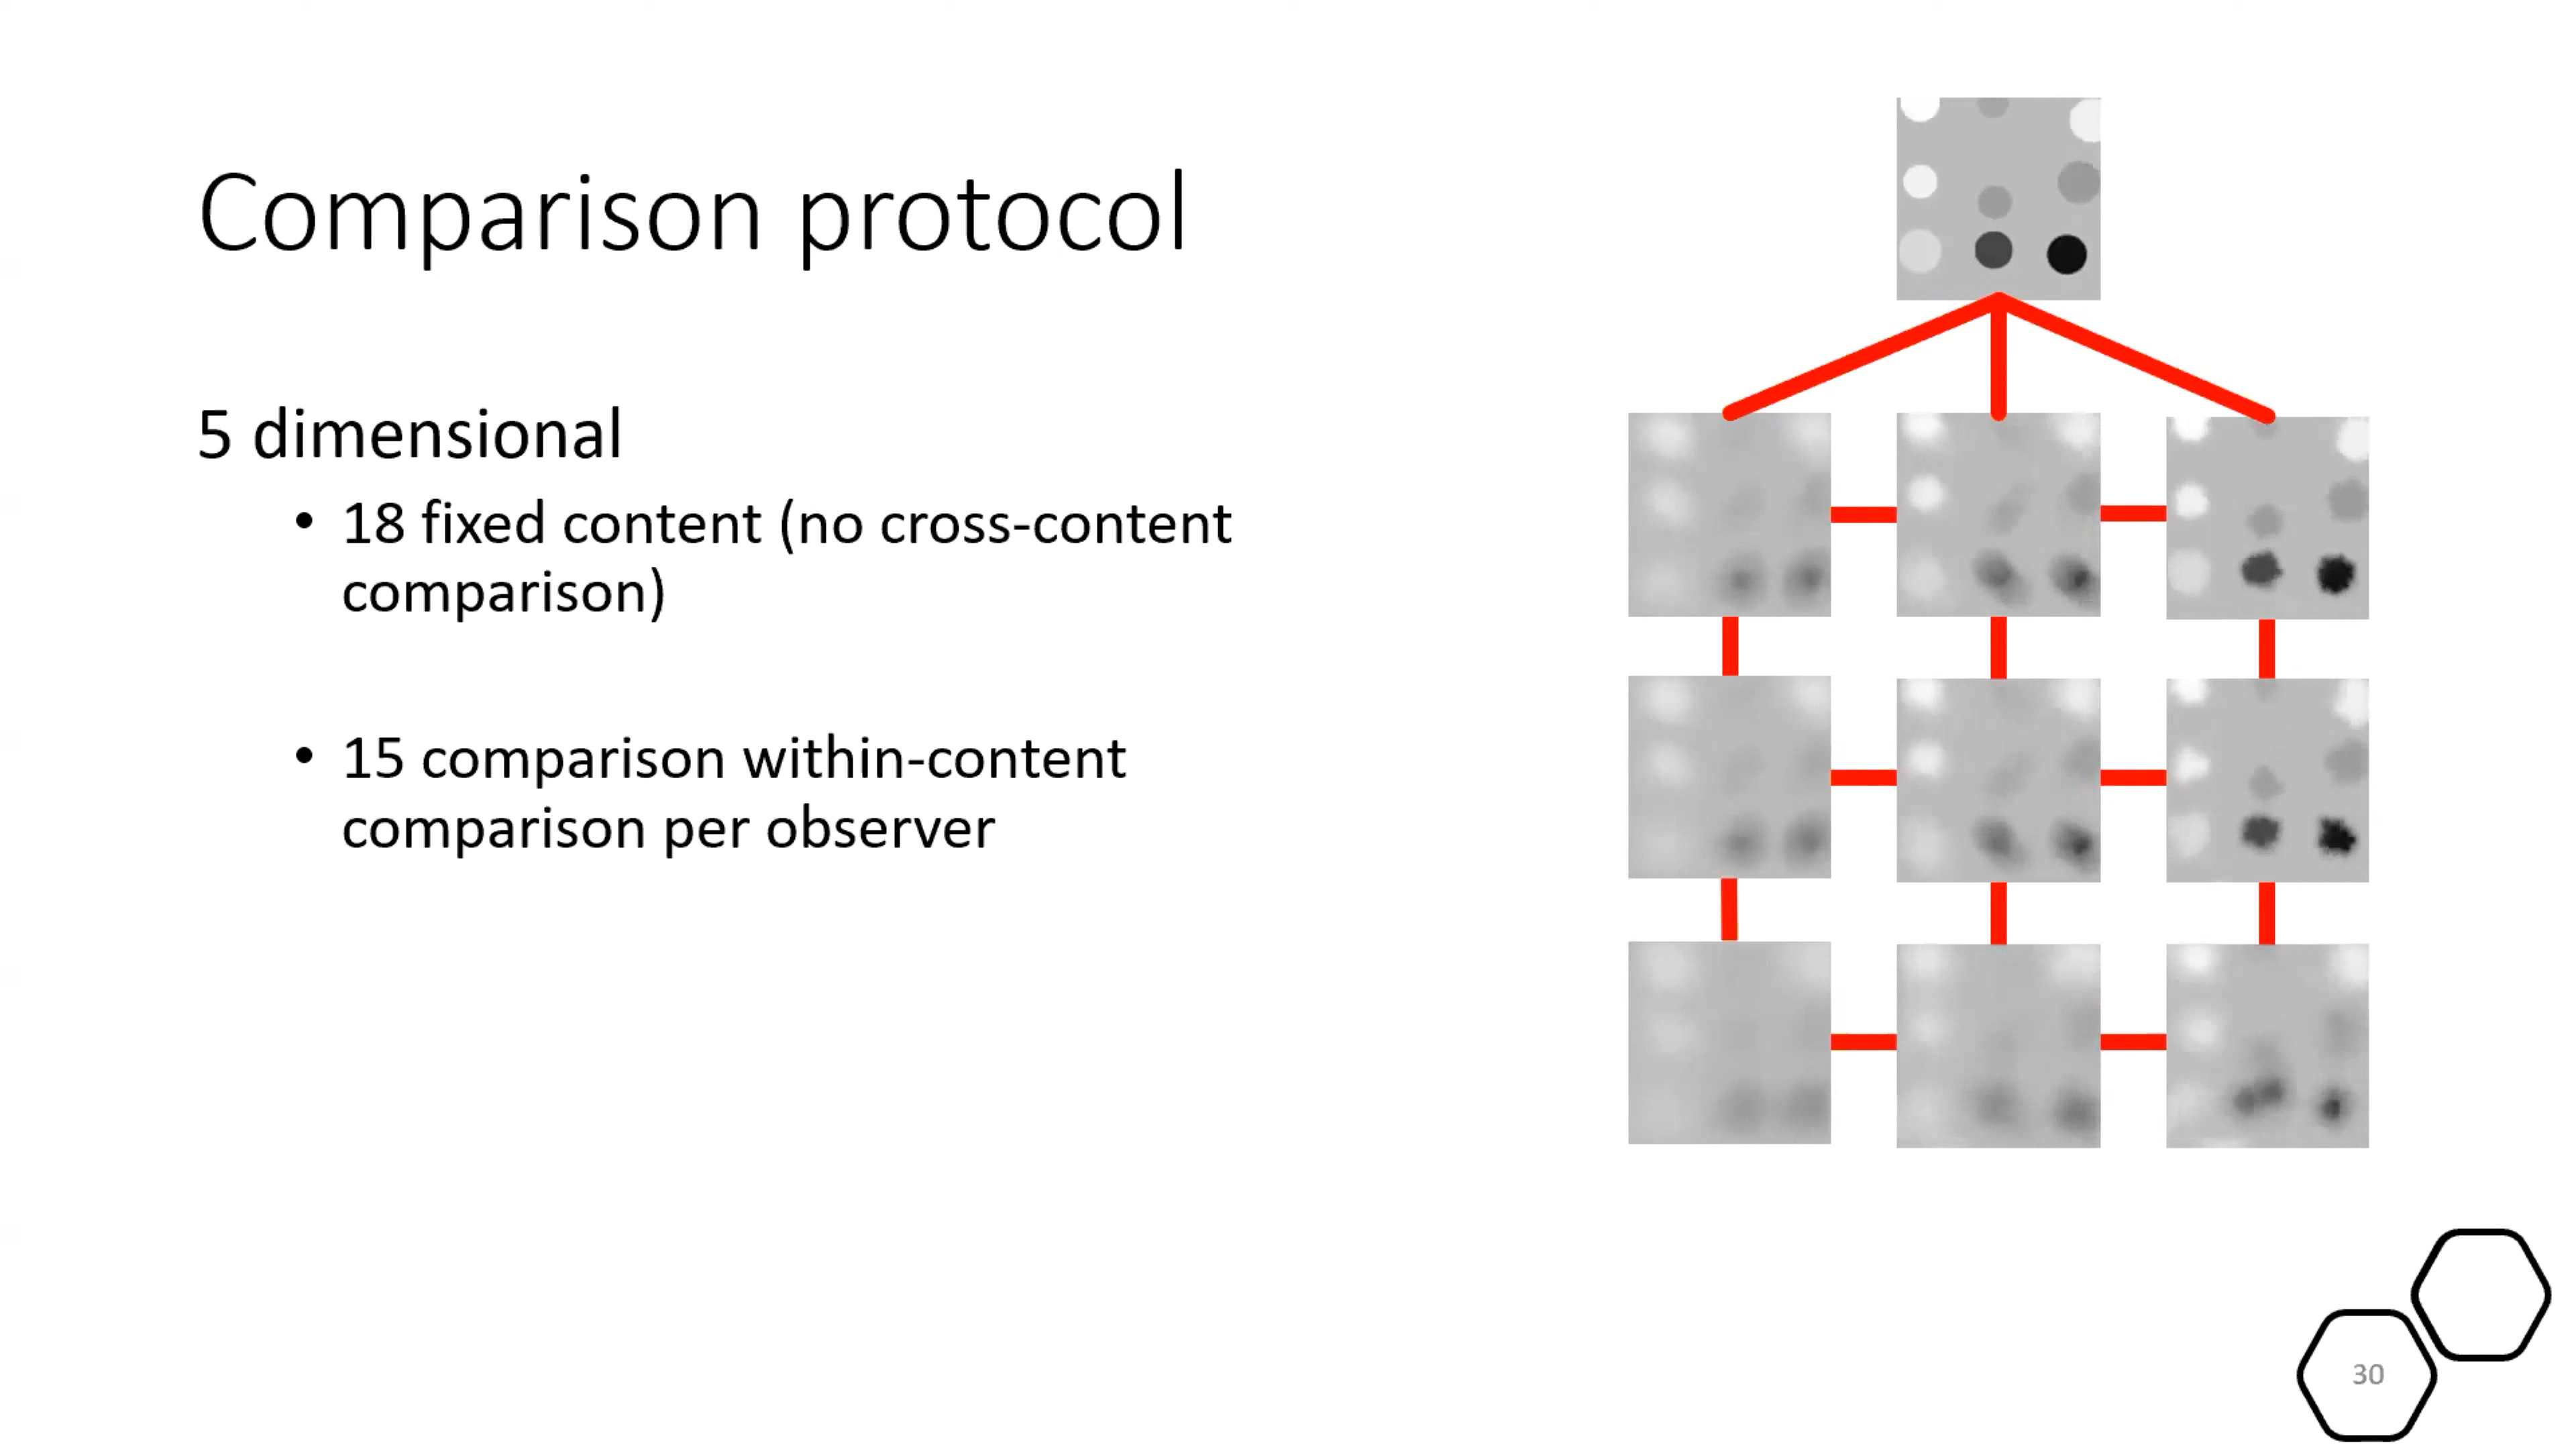 Comparison protocol
5 dimensional
• 18 fixed content (no cross-content
comparison)
• 15 comparison within-content
comparison per observer
30